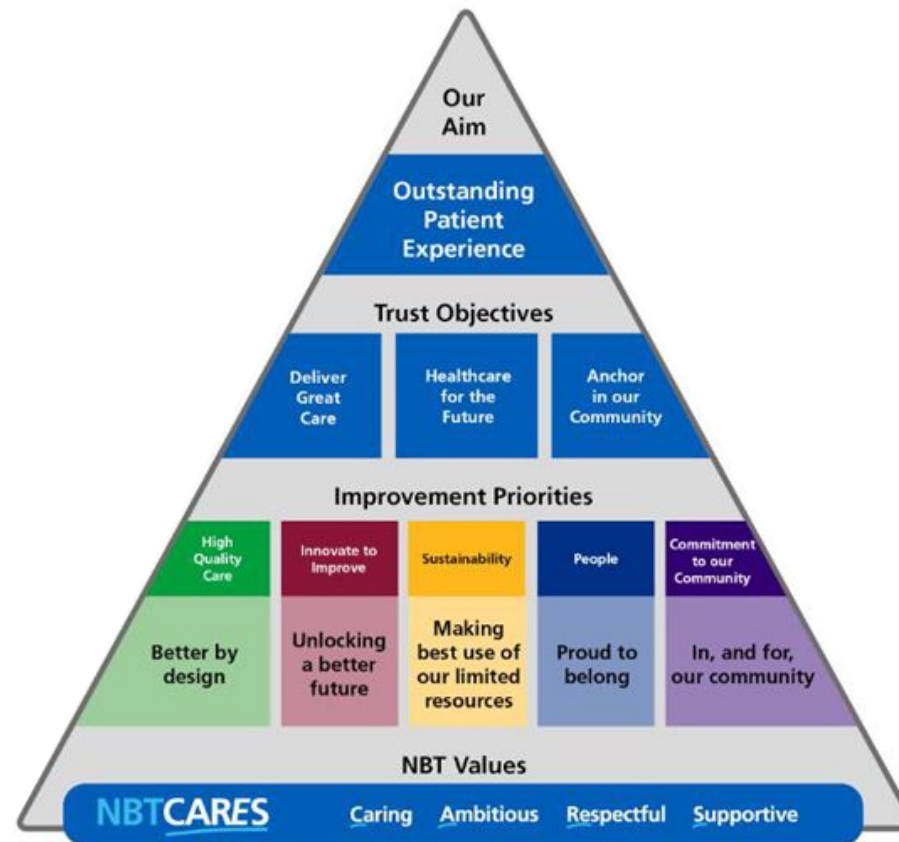 Our
Aim
Outstanding
Patient
Experience
Trust Objectives
Deliver
Great
Care
Healthcare
for the
Future
Anchor
in our
Community
Improvement Priorities
High
Quality
Care
Innovate to
Improve
Sustainability
People
Commitment
to our
Community
Better by
design
Unlocking
a better
future
Making
best use of
our limited
resources
Proud to
belong
In, and for,
our community
NBT Values
NBTCARES
Caring Ambitious Respectful Supportive